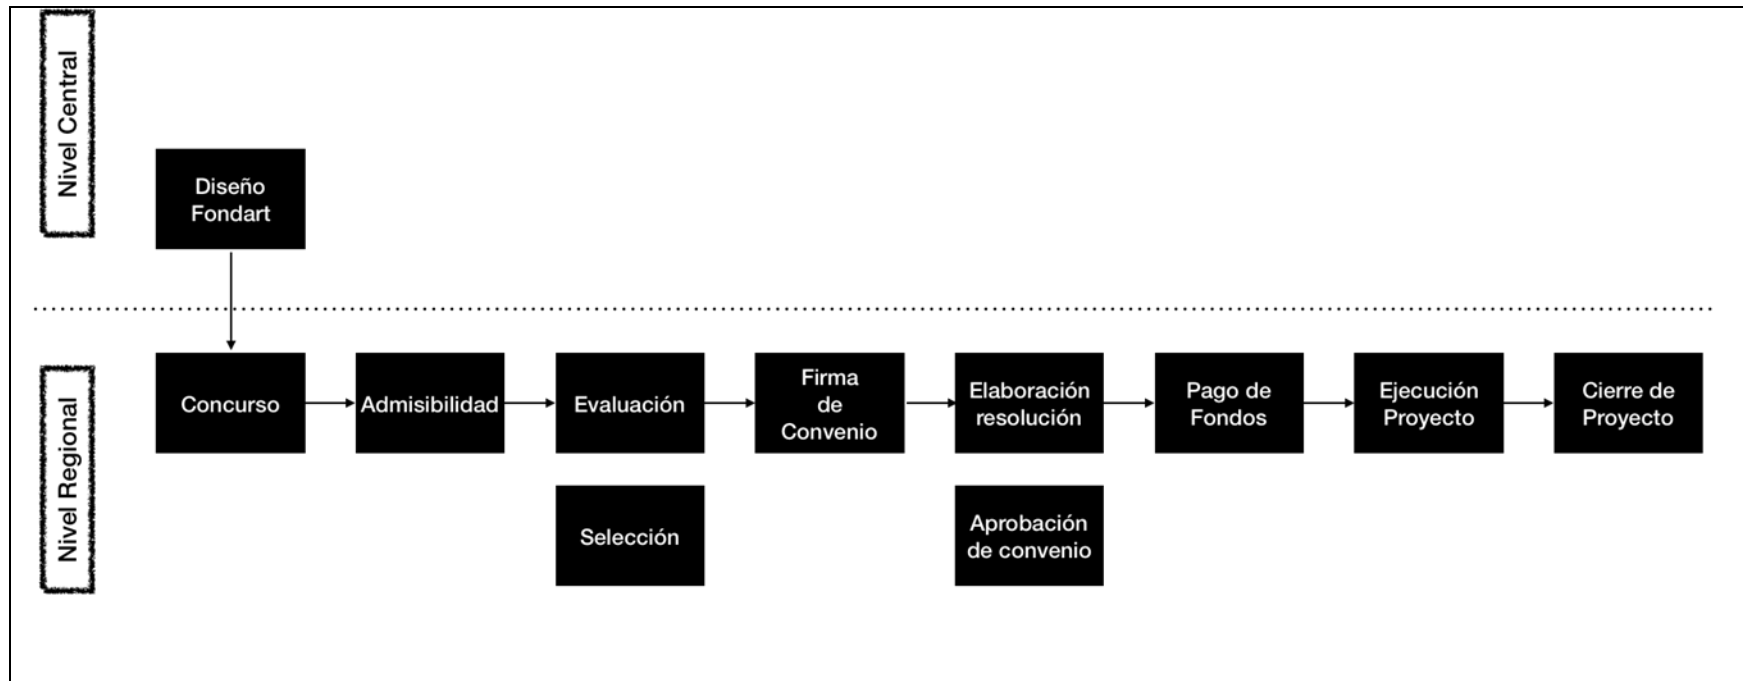 Nivel Central
Diseño
Fondart
Nivel Regional
Concurso
Admisibilidad
Evaluación
Firma
de
Convenio
Elaboración
resolución
Pago de
Fondos
Ejecución
Proyecto
Cierre de
Proyecto
Selección
Aprobación
de convenio